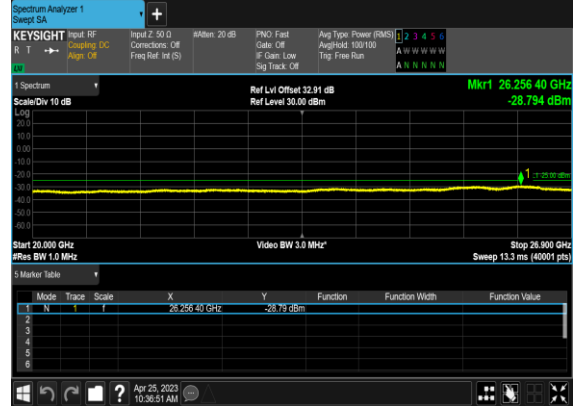 Spectrum Analyzer 1
Swept SA
+
KEYSIGHT
R T
LU
Input: RF
Coupling: DC
Align: Off
Input Z: 50 Ω
Corrections: Off
Freq Ref: Int (S)
#Atten: 20 dB
PNO: Fast
Gate: Off
IF Gain: Low
Sig Track: Off
Avg Type: Power (RMS)
Avg|Hold: 100/100
Trig: Free Run
1 2 3 4 5 6
A W W W W W
A N N N N N
1 Spectrum
Scale/Div 10 dB
Ref Lvl Offset 32.91 dB
Ref Level 30.00 dBm
Mkr1 26.256 40 GHz
-28.794 dBm
Log
20.0
10.0
0.00
-10.0
-20.0
-30.0
-40.0
-50.0
-60.0
1
-25.00 dBm
Start 20.000 GHz
#Res BW 1.0 MHz
Video BW 3.0 MHz*
Stop 26.900 GHz
Sweep 13.3 ms (40001 pts)
5 Marker Table
Mode Trace Scale X Y Function Function Width Function Value
1 N 1 f 26.256 40 GHz -28.79 dBm
2
3
4
5
6
?
Apr 25, 2023
10:36:51 AM